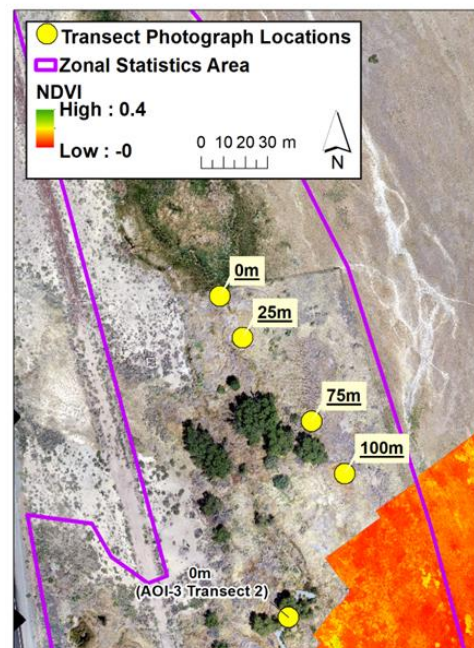 Transect Photograph Locations
Zonal Statistics Area
NDVI
High : 0.4
Low : -0
0 10 20 30 m
N
0m
25m
75m
100m
0m
(AOI-3 Transect 2)